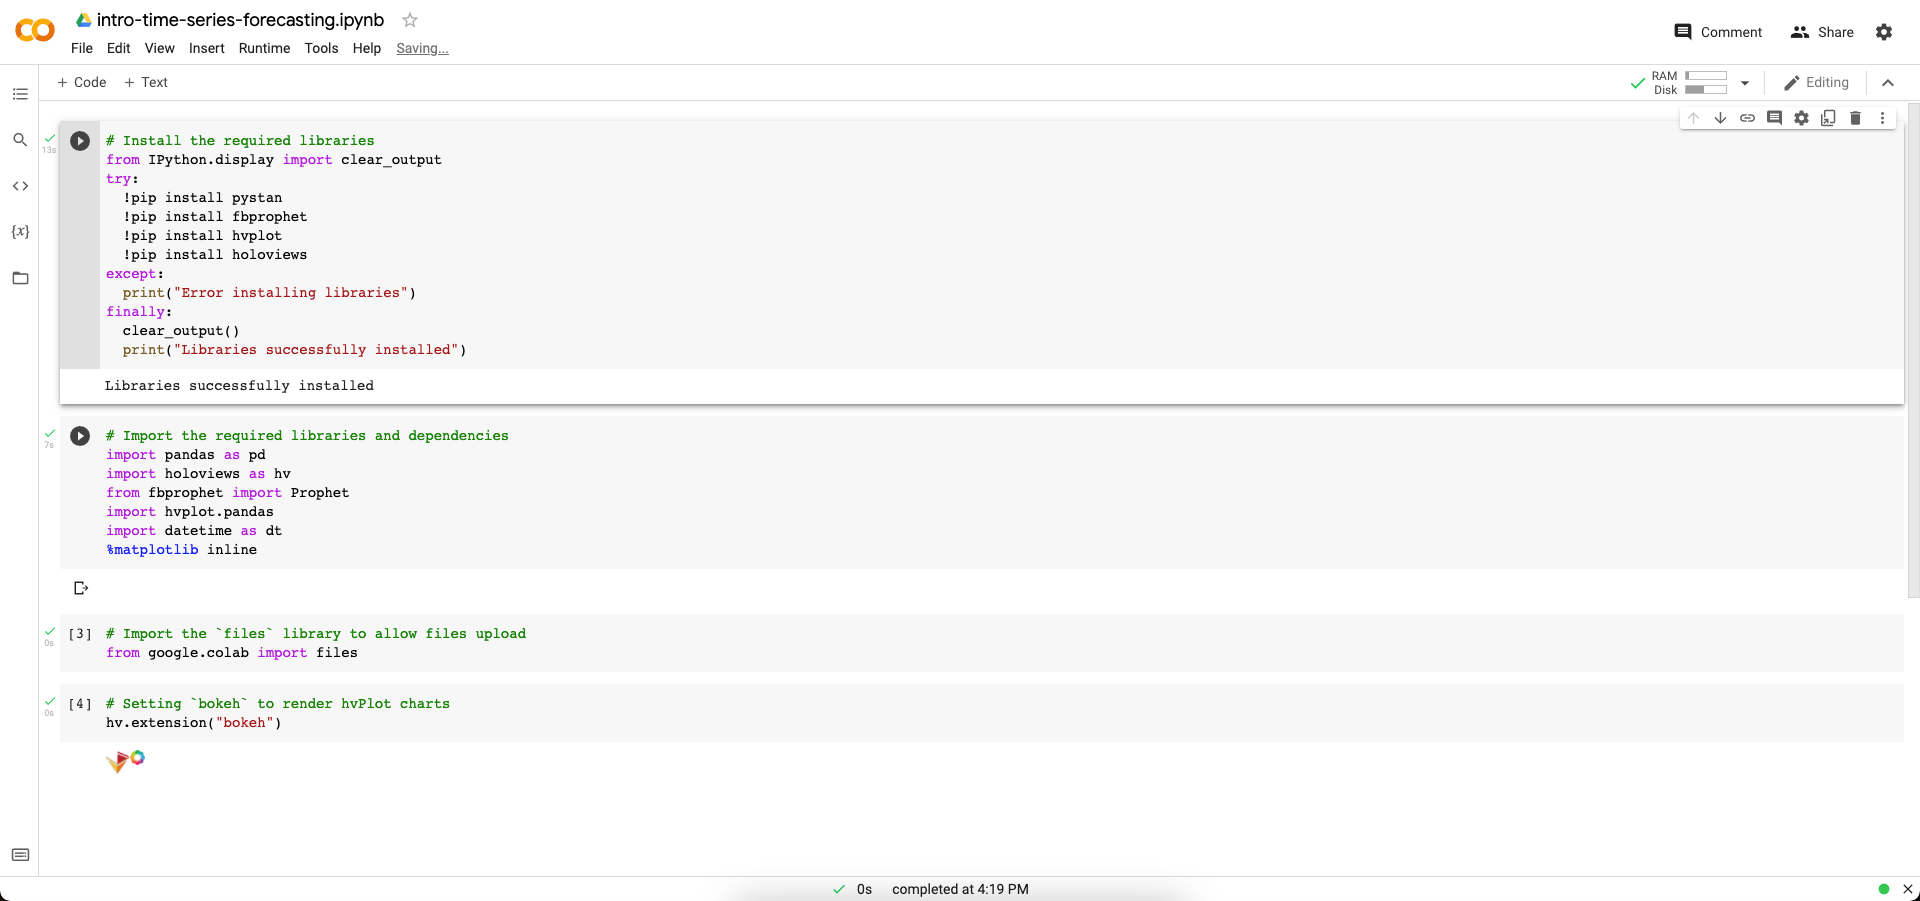 intro-time-series-forecasting.ipynb
File Edit View Insert Runtime Tools Help Saving...
Comment Share
+ Code + Text
RAM
Disk
Editing
13s
# Install the required libraries
from IPython.display import clear_output
try:
  !pip install pystan
  !pip install fbprophet
  !pip install hvplot
  !pip install holoviews
except:
  print("Error installing libraries")
finally:
  clear_output()
  print("Libraries successfully installed")
Libraries successfully installed
7s
# Import the required libraries and dependencies
import pandas as pd
import holoviews as hv
from fbprophet import Prophet
import hvplot.pandas
import datetime as dt
%matplotlib inline
0s
[3] # Import the `files` library to allow files upload
from google.colab import files
0s
[4] # Setting `bokeh` to render hvPlot charts
hv.extension("bokeh")
0s completed at 4:19 PM